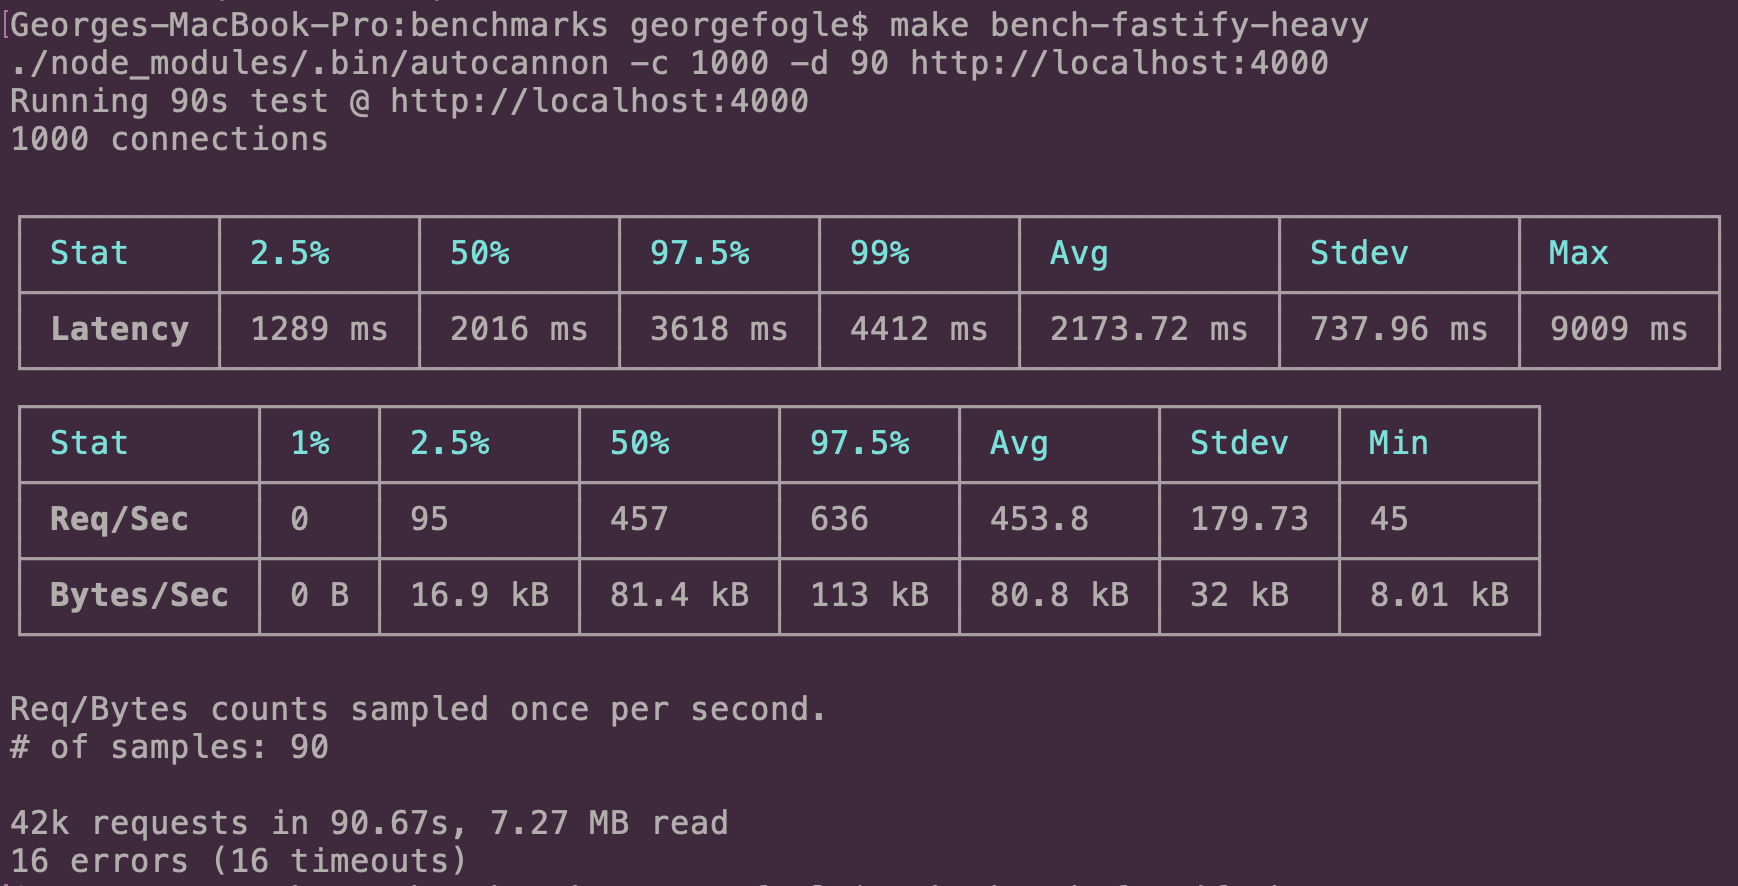 Georges-MacBook-Pro:benchmarks georgefogle$ make bench-fastify-heavy
./node_modules/.bin/autocannon -c 1000 -d 90 http://localhost:4000
Running 90s test @ http://localhost:4000
1000 connections
Stat 2.5% 50% 97.5% 99% Avg Stdev Max
Latency 1289 ms 2016 ms 3618 ms 4412 ms 2173.72 ms 737.96 ms 9009 ms
Stat 1% 2.5% 50% 97.5% Avg Stdev Min
Req/Sec 0 95 457 636 453.8 179.73 45
Bytes/Sec 0 B 16.9 kB 81.4 kB 113 kB 80.8 kB 32 kB 8.01 kB
Req/Bytes counts sampled once per second.
# of samples: 90
42k requests in 90.67s, 7.27 MB read
16 errors (16 timeouts)